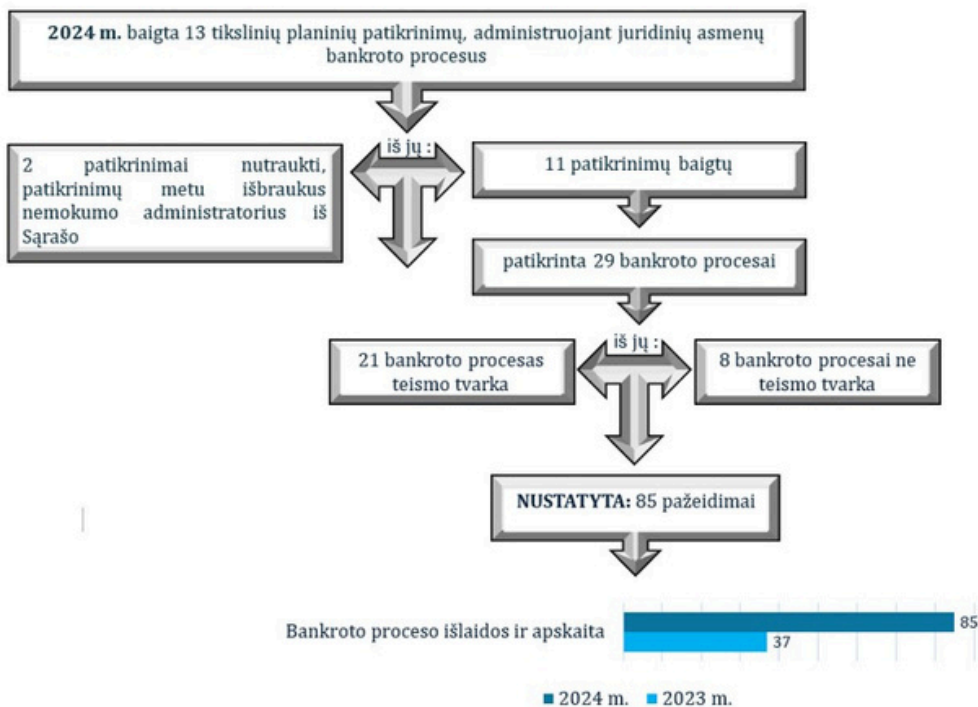 2024 m. baigta 13 tikslinių planinių patikrinimų, administruojant juridinių asmenų
bankroto procesus
iš jų :
2 patikrinimai nutraukti,
patikrinimų metu išbraukus
nemokumo administratorius iš
Sąrašo
11 patikrinimų baigtų
patikrinta 29 bankroto procesai
iš jų :
21 bankroto procesas
teismo tvarka
8 bankroto procesai ne
teismo tvarka
NUSTATYTA: 85 pažeidimai
Bankroto proceso išlaidos ir apskaita
85
37
2024 m. 2023 m.